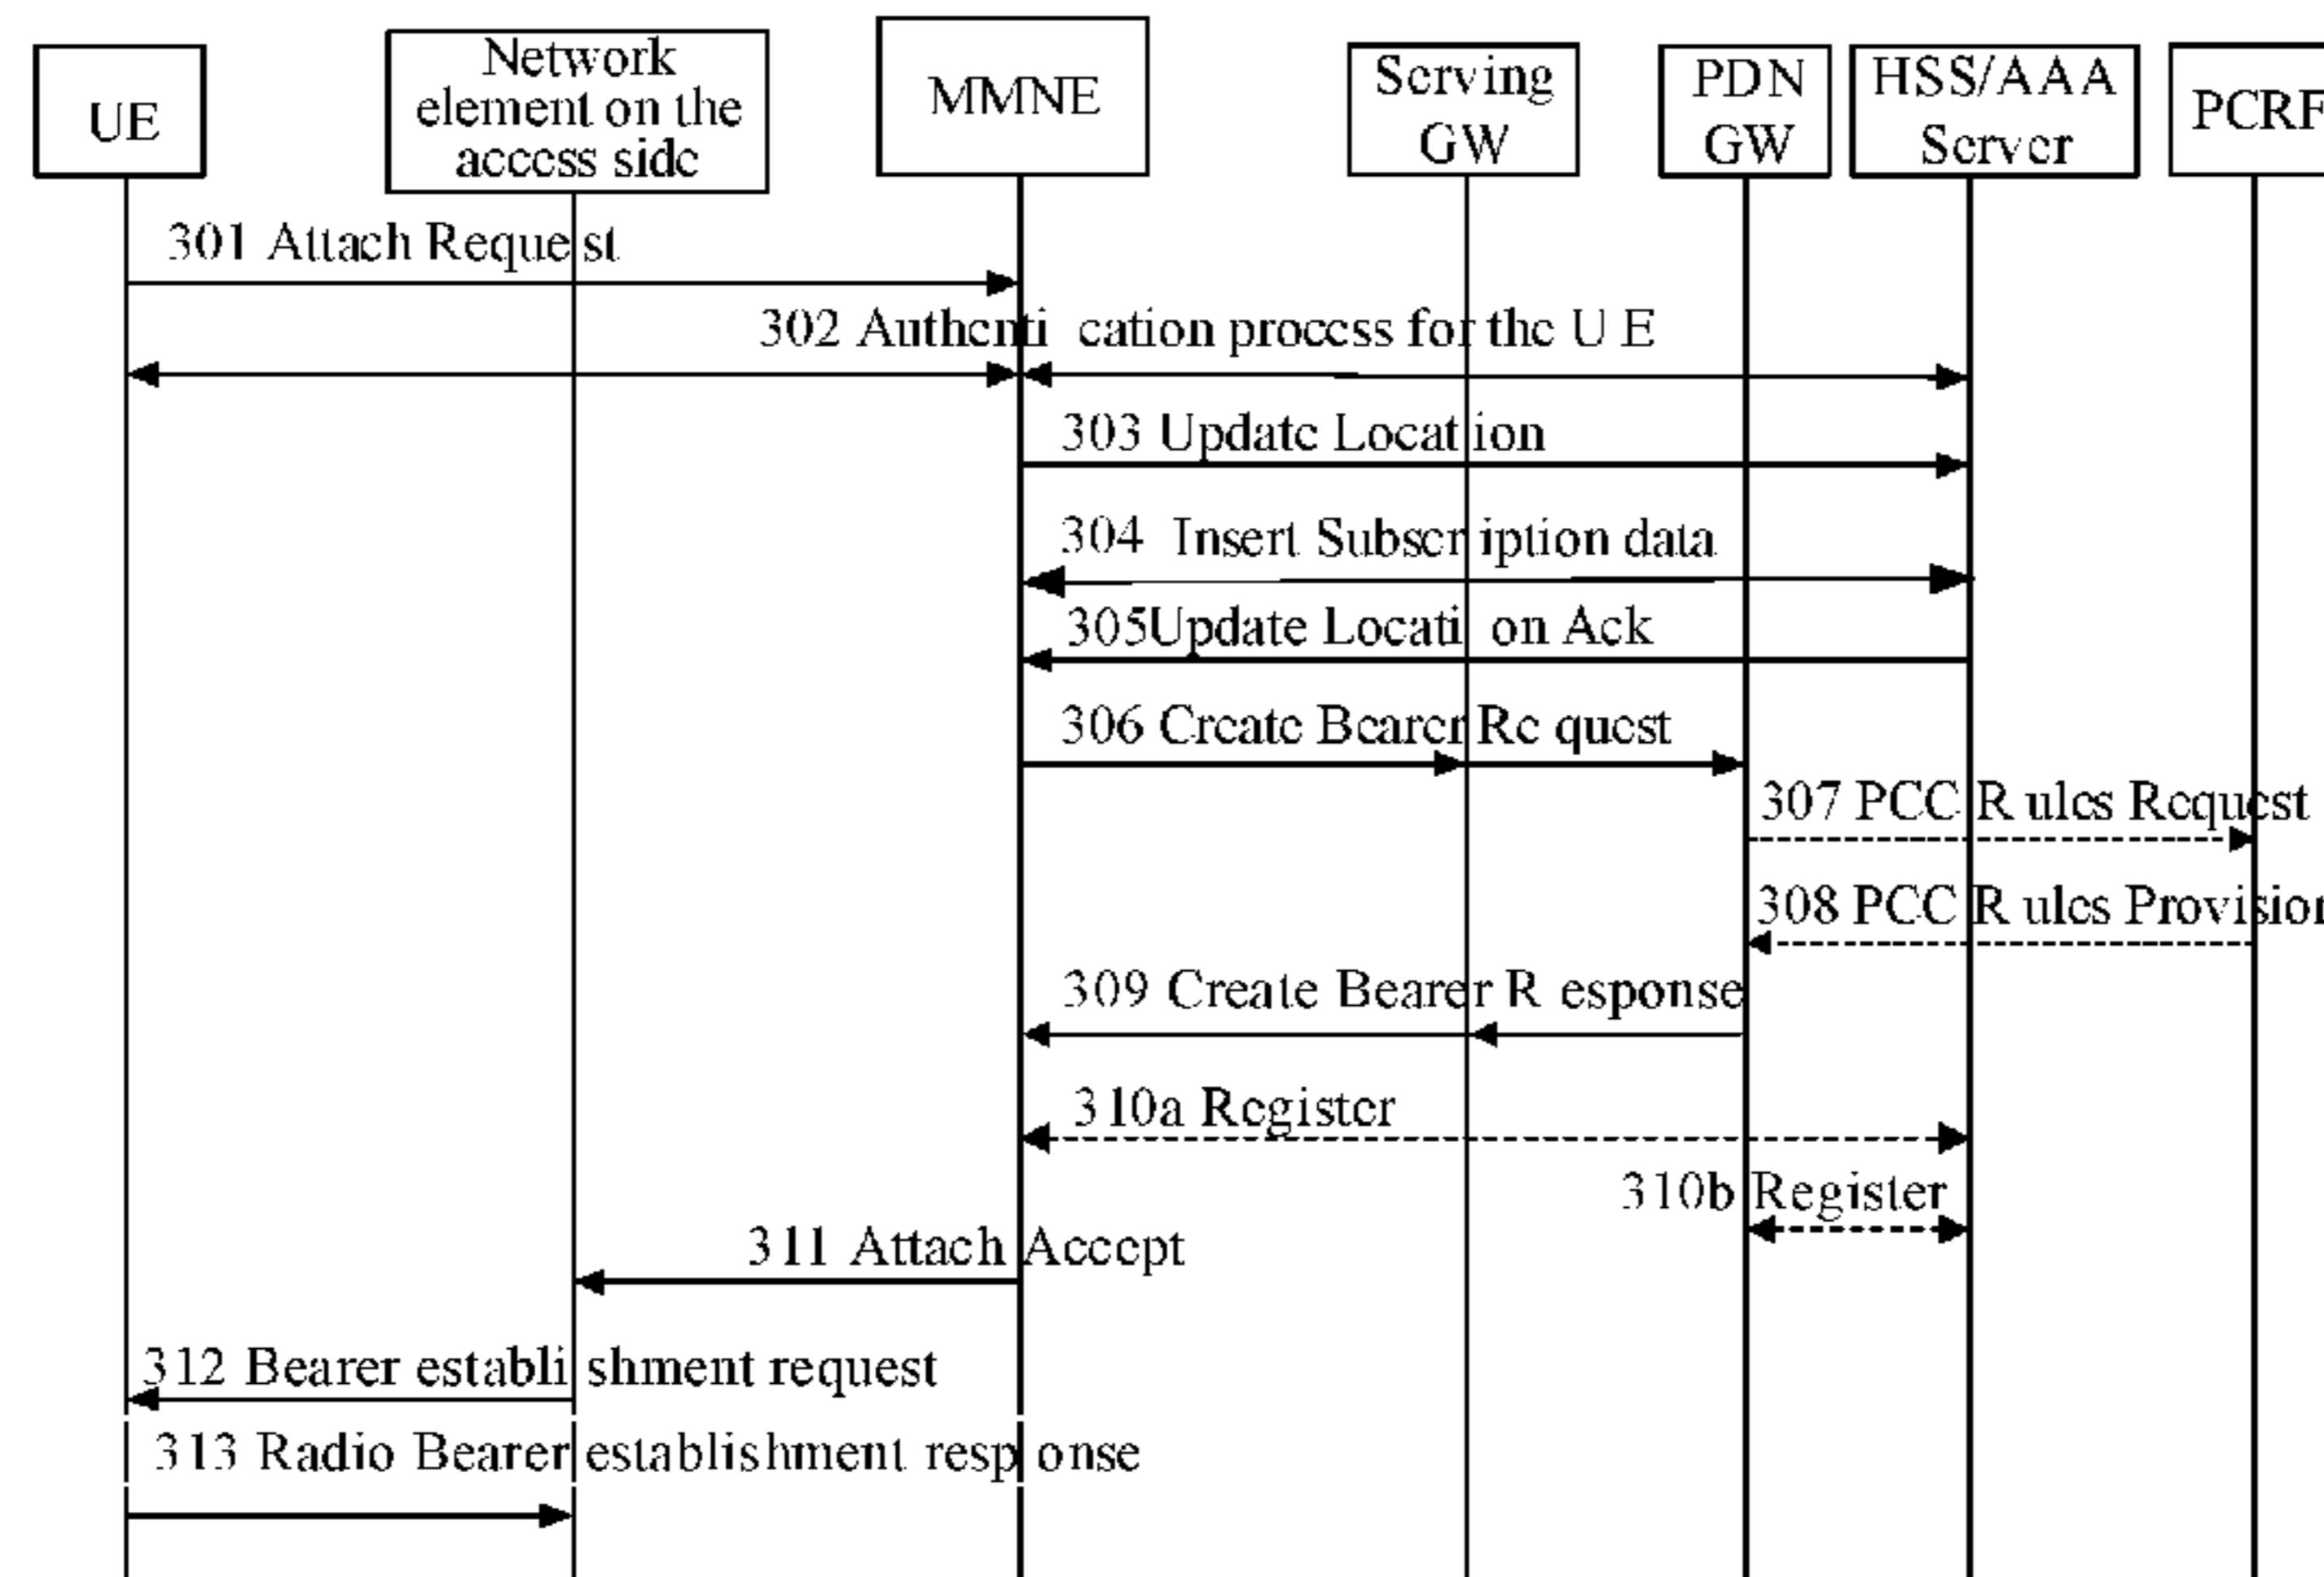 UE
Network
element on the
access side
MMNE
Serving
GW
PDN
GW
HSS/AAA
Server
PCRF
301 Attach Request
302 Authentication process for the UE
303 Update Location
304 Insert Subscription data
305Update Location Ack
306 Create Bearer Request
307 PCC Rules Request
308 PCC Rules Provision
309 Create Bearer Response
310a Register
310b Register
311 Attach Accept
312 Bearer establishment request
313 Radio Bearer establishment response